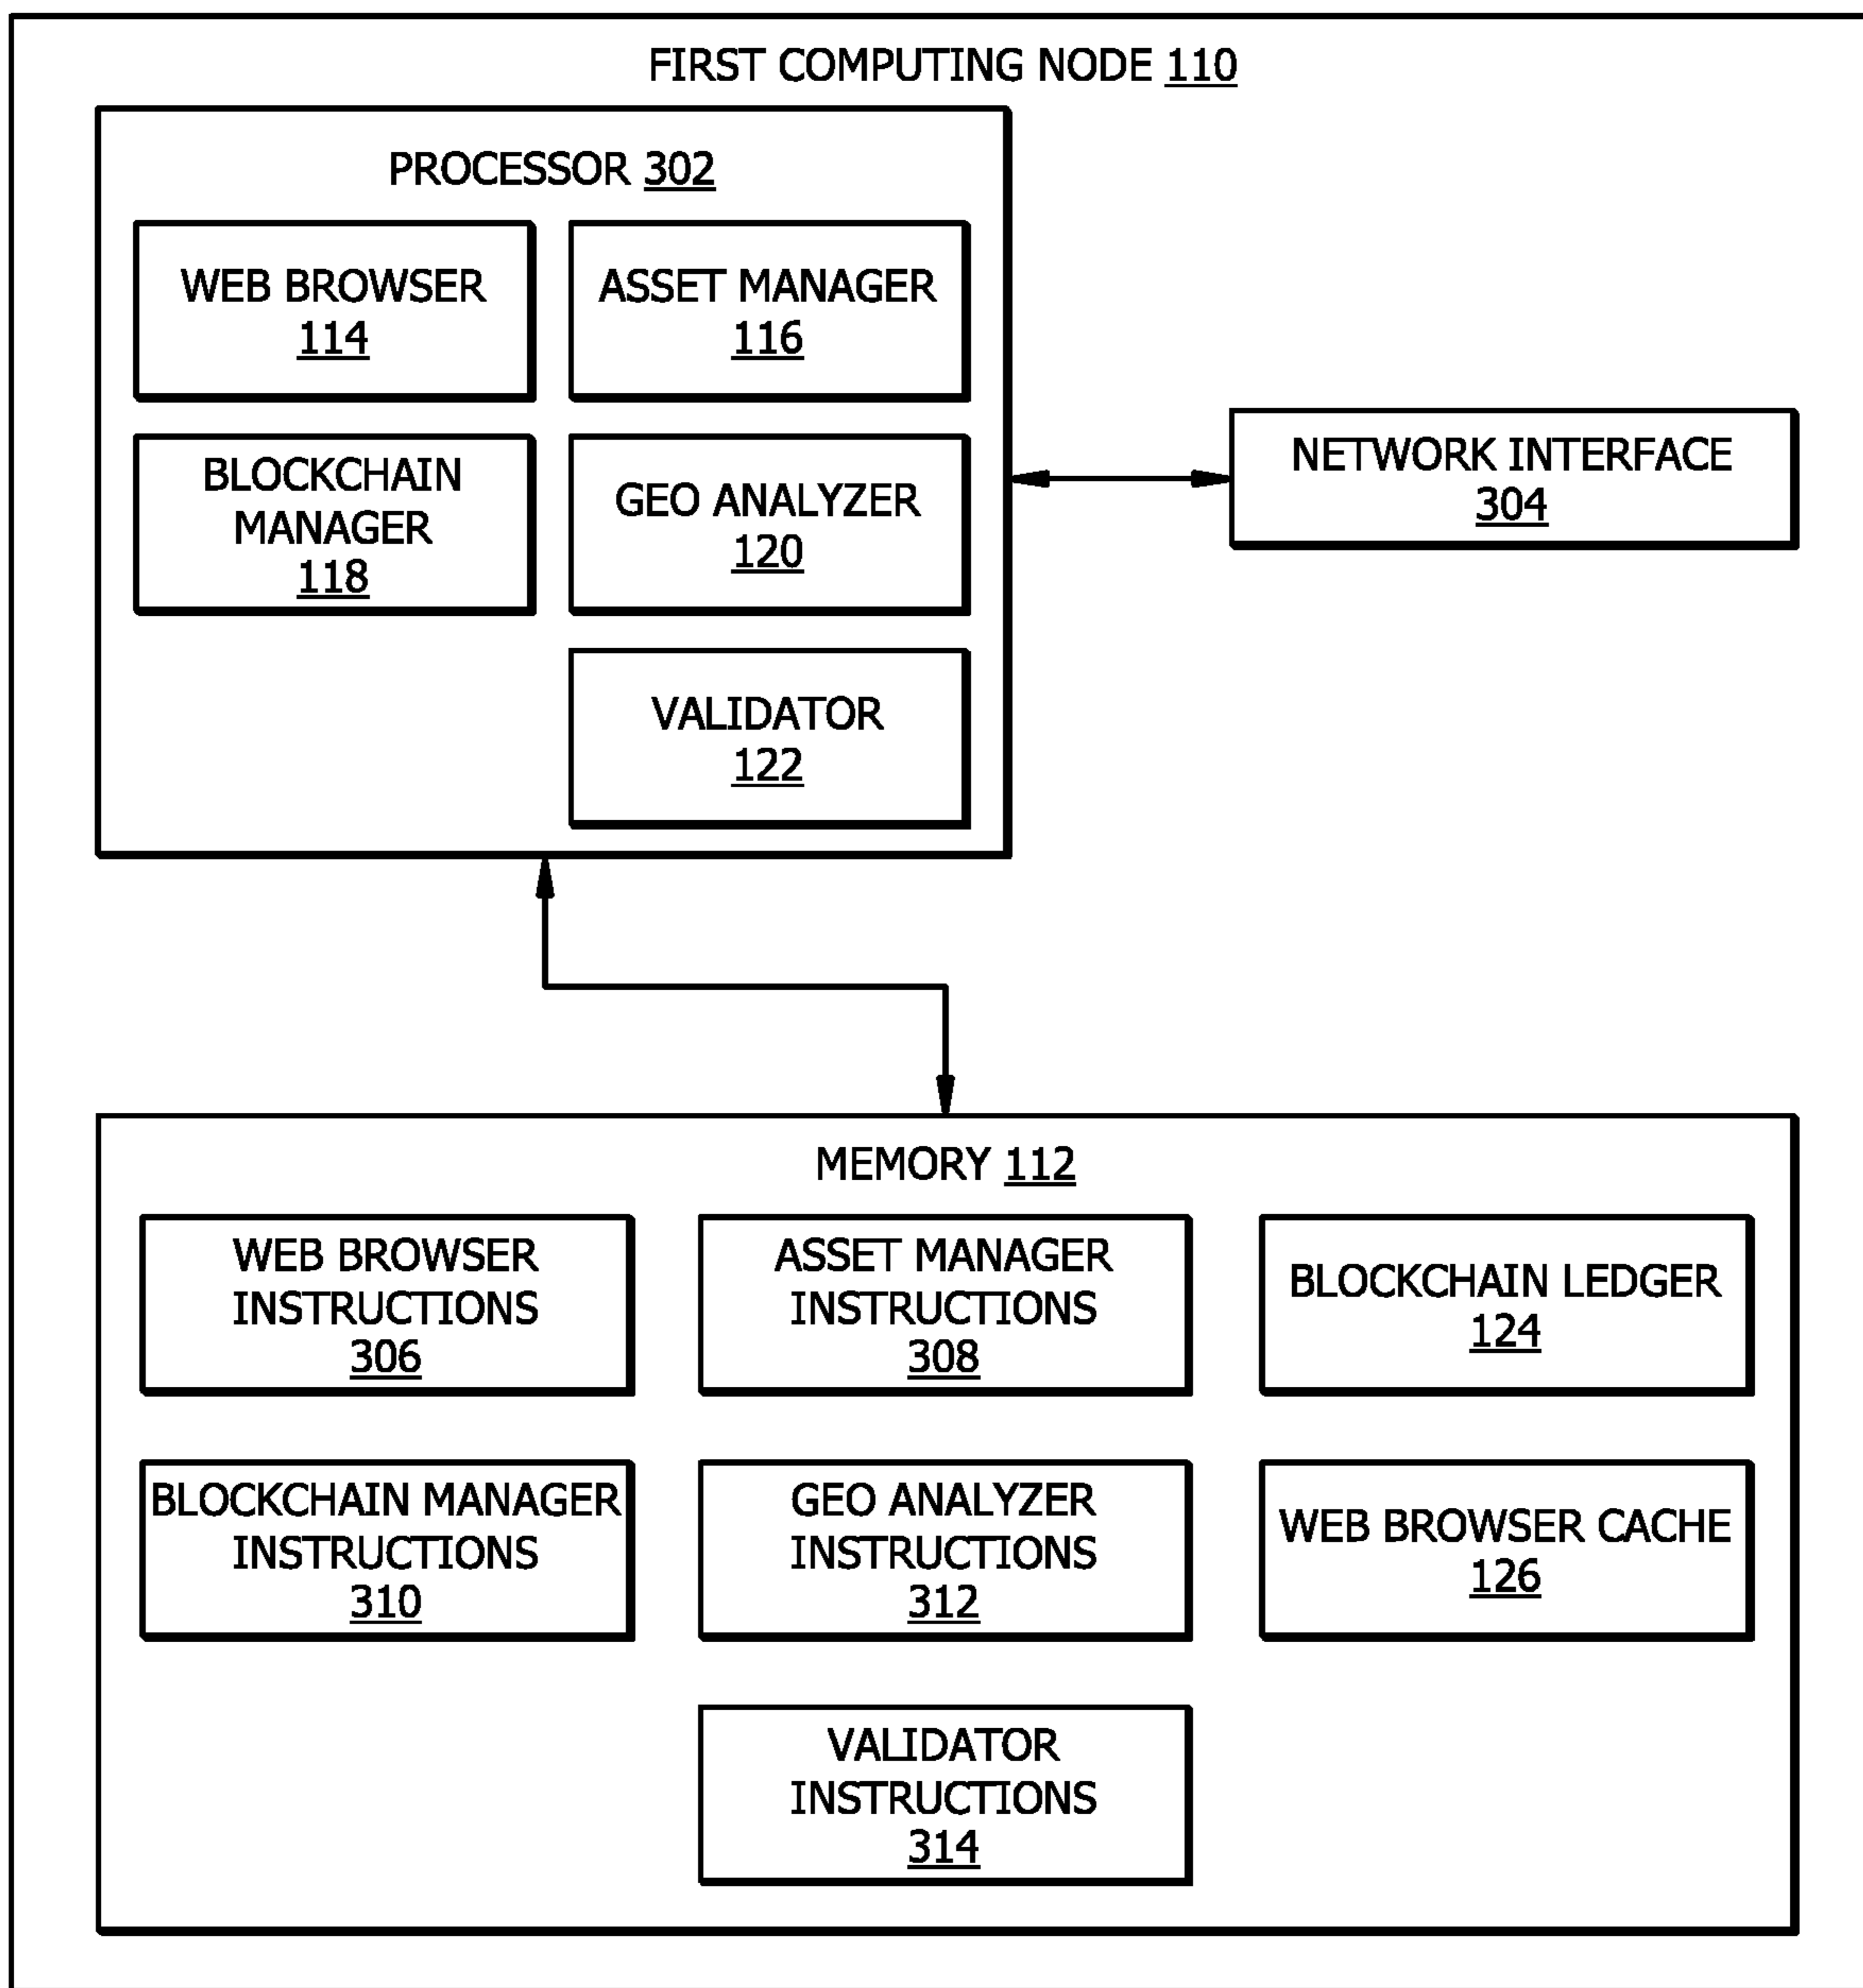 FIRST COMPUTING NODE 110
PROCESSOR 302
WEB BROWSER
114
ASSET MANAGER
116
BLOCKCHAIN
MANAGER
118
GEO ANALYZER
120
VALIDATOR
122
NETWORK INTERFACE
304
MEMORY 112
WEB BROWSER
INSTRUCTIONS
306
ASSET MANAGER
INSTRUCTIONS
308
BLOCKCHAIN LEDGER
124
BLOCKCHAIN MANAGER
INSTRUCTIONS
310
GEO ANALYZER
INSTRUCTIONS
312
WEB BROWSER CACHE
126
VALIDATOR
INSTRUCTIONS
314